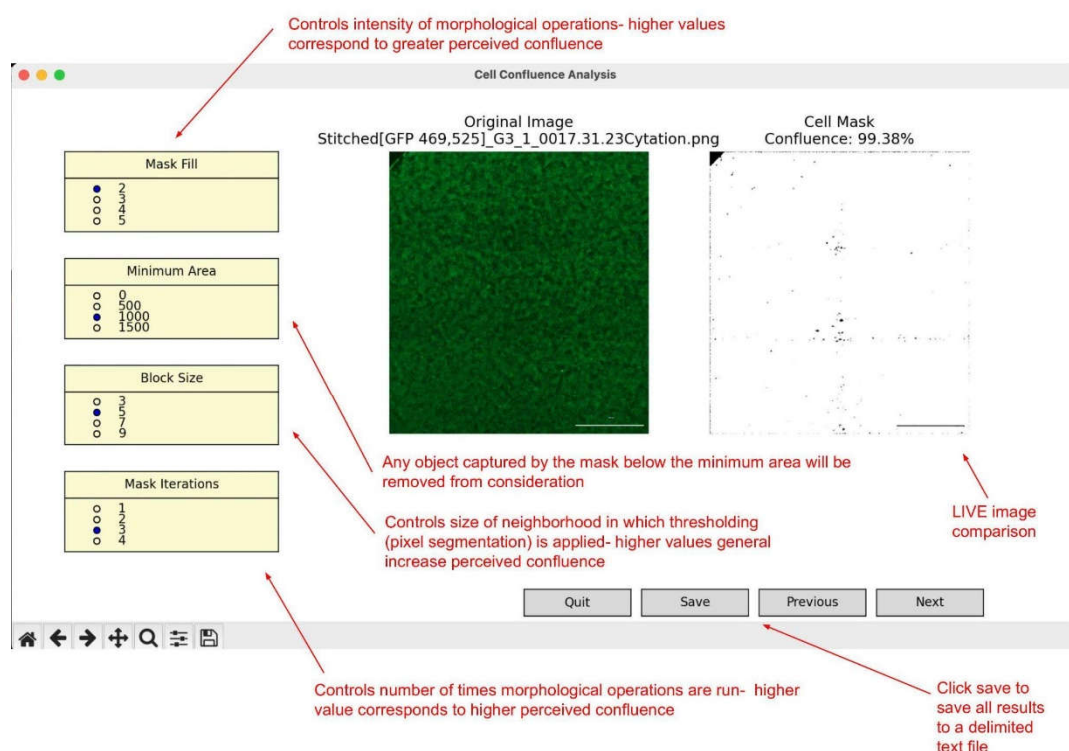 Controls intensity of morphological operations- higher values
correspond to greater perceived confluence
Cell Confluence Analysis
Original Image
Stitched[GFP 469,525]_G3_1_0017.31.23Cytation.png
Cell Mask
Confluence: 99.38%
Mask Fill
2
3
4
5
Minimum Area
0
500
1000
1500
Block Size
3
5
7
9
Mask Iterations
1
2
3
4
Any object captured by the mask below the minimum area will be
removed from consideration
Controls size of neighborhood in which thresholding
(pixel segmentation) is applied- higher values general
increase perceived confluence
LIVE image
comparison
Quit
Save
Previous
Next
Controls number of times morphological operations are run- higher
value corresponds to higher perceived confluence
Click save to
save all results
to a delimited
text file